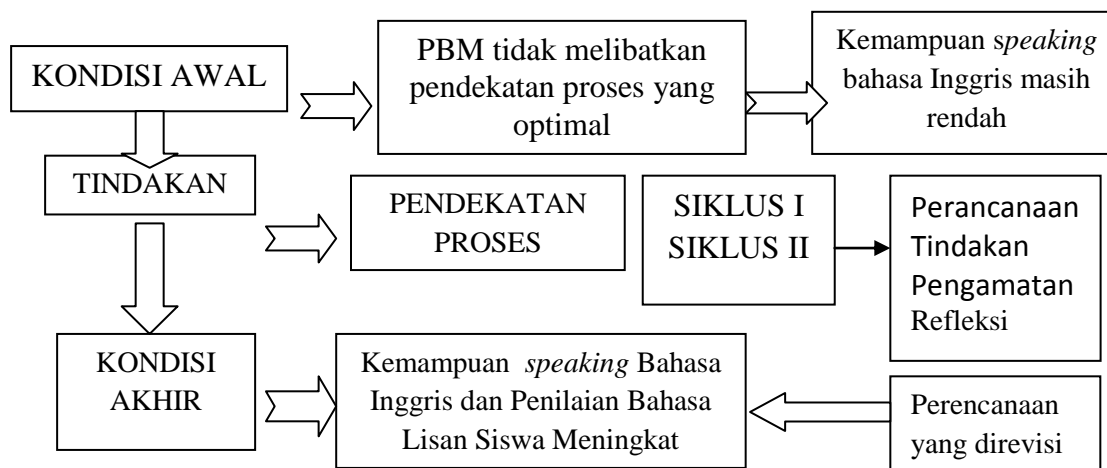 KONDISI AWAL
PBM tidak melibatkan
pendekatan proses yang
optimal
Kemampuan speaking
bahasa Inggris masih
rendah
TINDAKAN
PENDEKATAN
PROSES
SIKLUS I
SIKLUS II
Perancanaan
Tindakan
Pengamatan
Refleksi
KONDISI
AKHIR
Kemampuan speaking Bahasa
Inggris dan Penilaian Bahasa
Lisan Siswa Meningkat
Perencanaan
yang direvisi